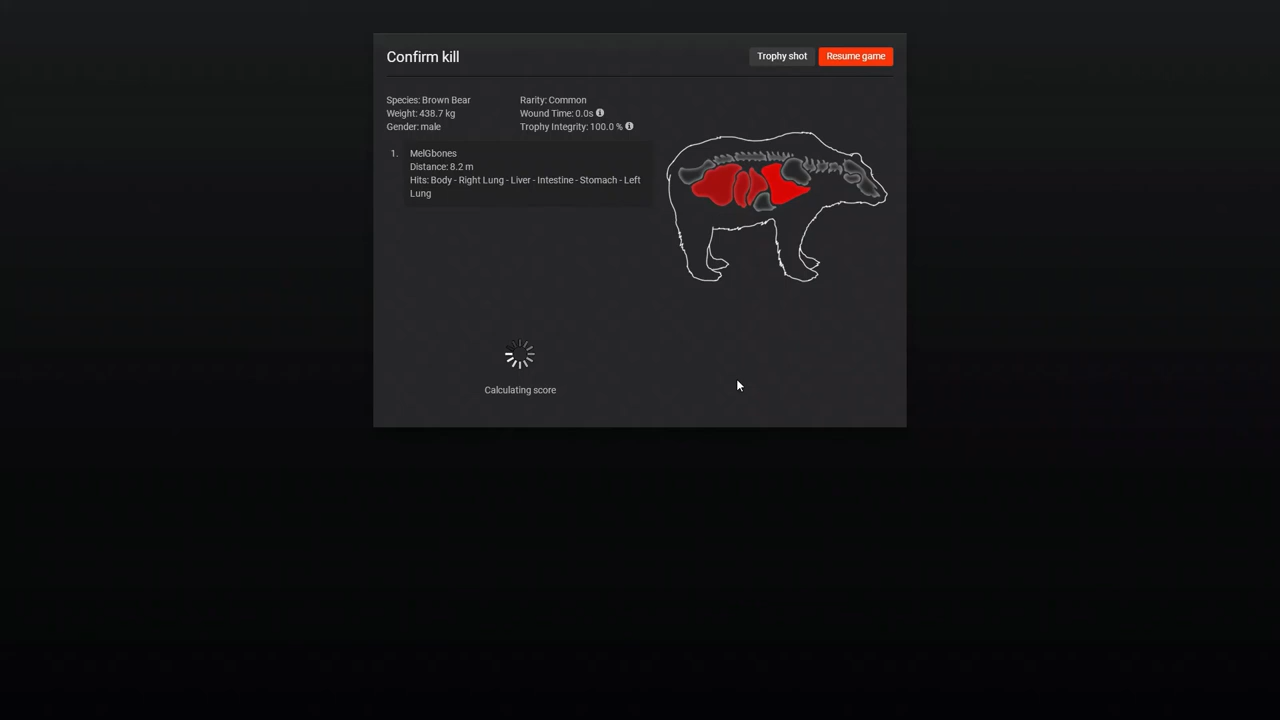 Confirm kill
Trophy shot
Resume game
Species: Brown Bear
Rarity: Common
Weight: 438.7 kg
Wound Time: 0.0s
Gender: male
Trophy Integrity: 100.0 %
1.
MelGbones
Distance: 8.2 m
Hits: Body - Right Lung - Liver - Intestine - Stomach - Left
Lung
Calculating score